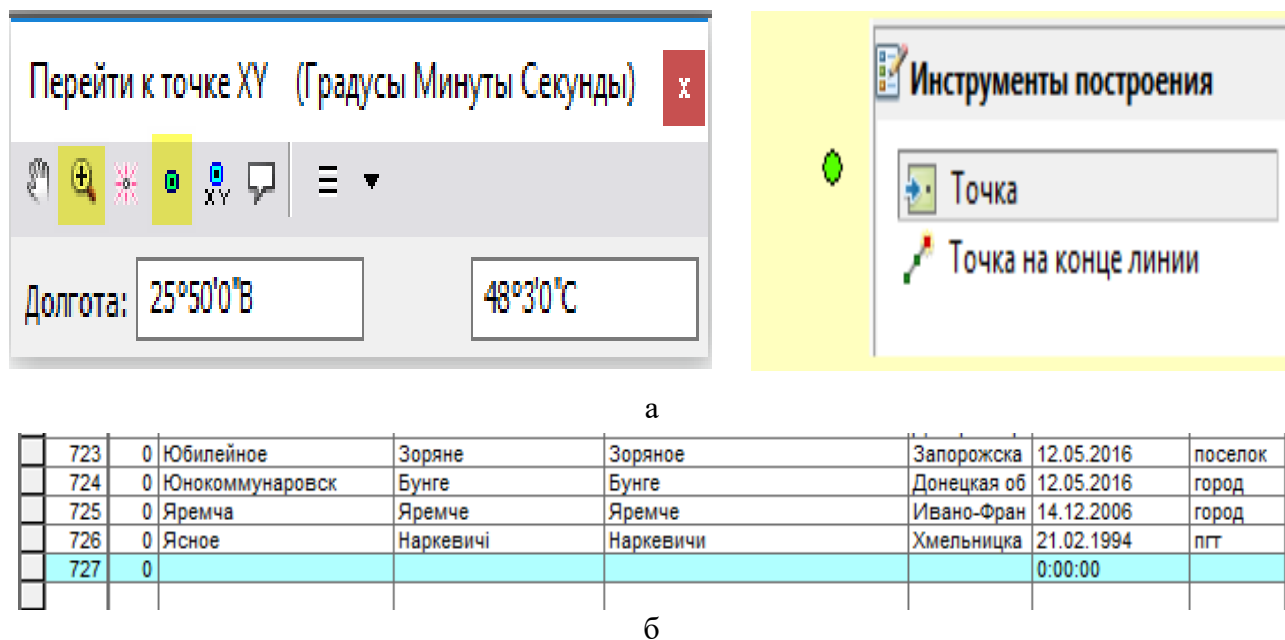 Перейти к точке XY (Градусы Минуты Секунды) x
XY
Долгота: 25°50'0"В 48°3'0"С
Инструменты построения
Точка
Точка на конце линии
а
723 0 Юбилейное Зоряне Зоряное Запорожска 12.05.2016 поселок
724 0 Юнокоммунаровск Бунге Бунге Донецкая об 12.05.2016 город
725 0 Яремча Яремче Яремче Ивано-Фран 14.12.2006 город
726 0 Ясное Наркевичі Наркевичи Хмельницка 21.02.1994 пгт
727 0 0:00:00
б